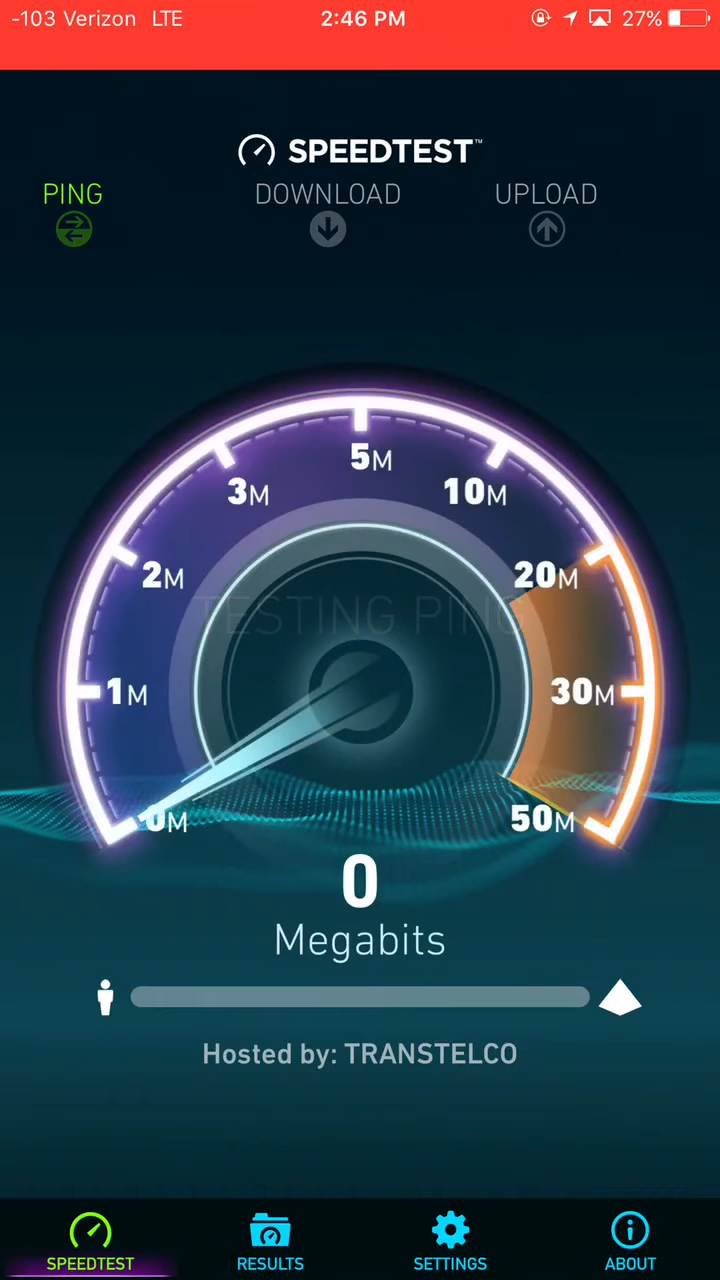 -103 Verizon LTE 2:46 PM 27%
SPEEDTEST™
PING DOWNLOAD UPLOAD
5M
3M 10M
2M 20M
TESTING PING
1M 30M
0M 50M
0
Megabits
Hosted by: TRANSTELCO
SPEEDTEST RESULTS SETTINGS ABOUT